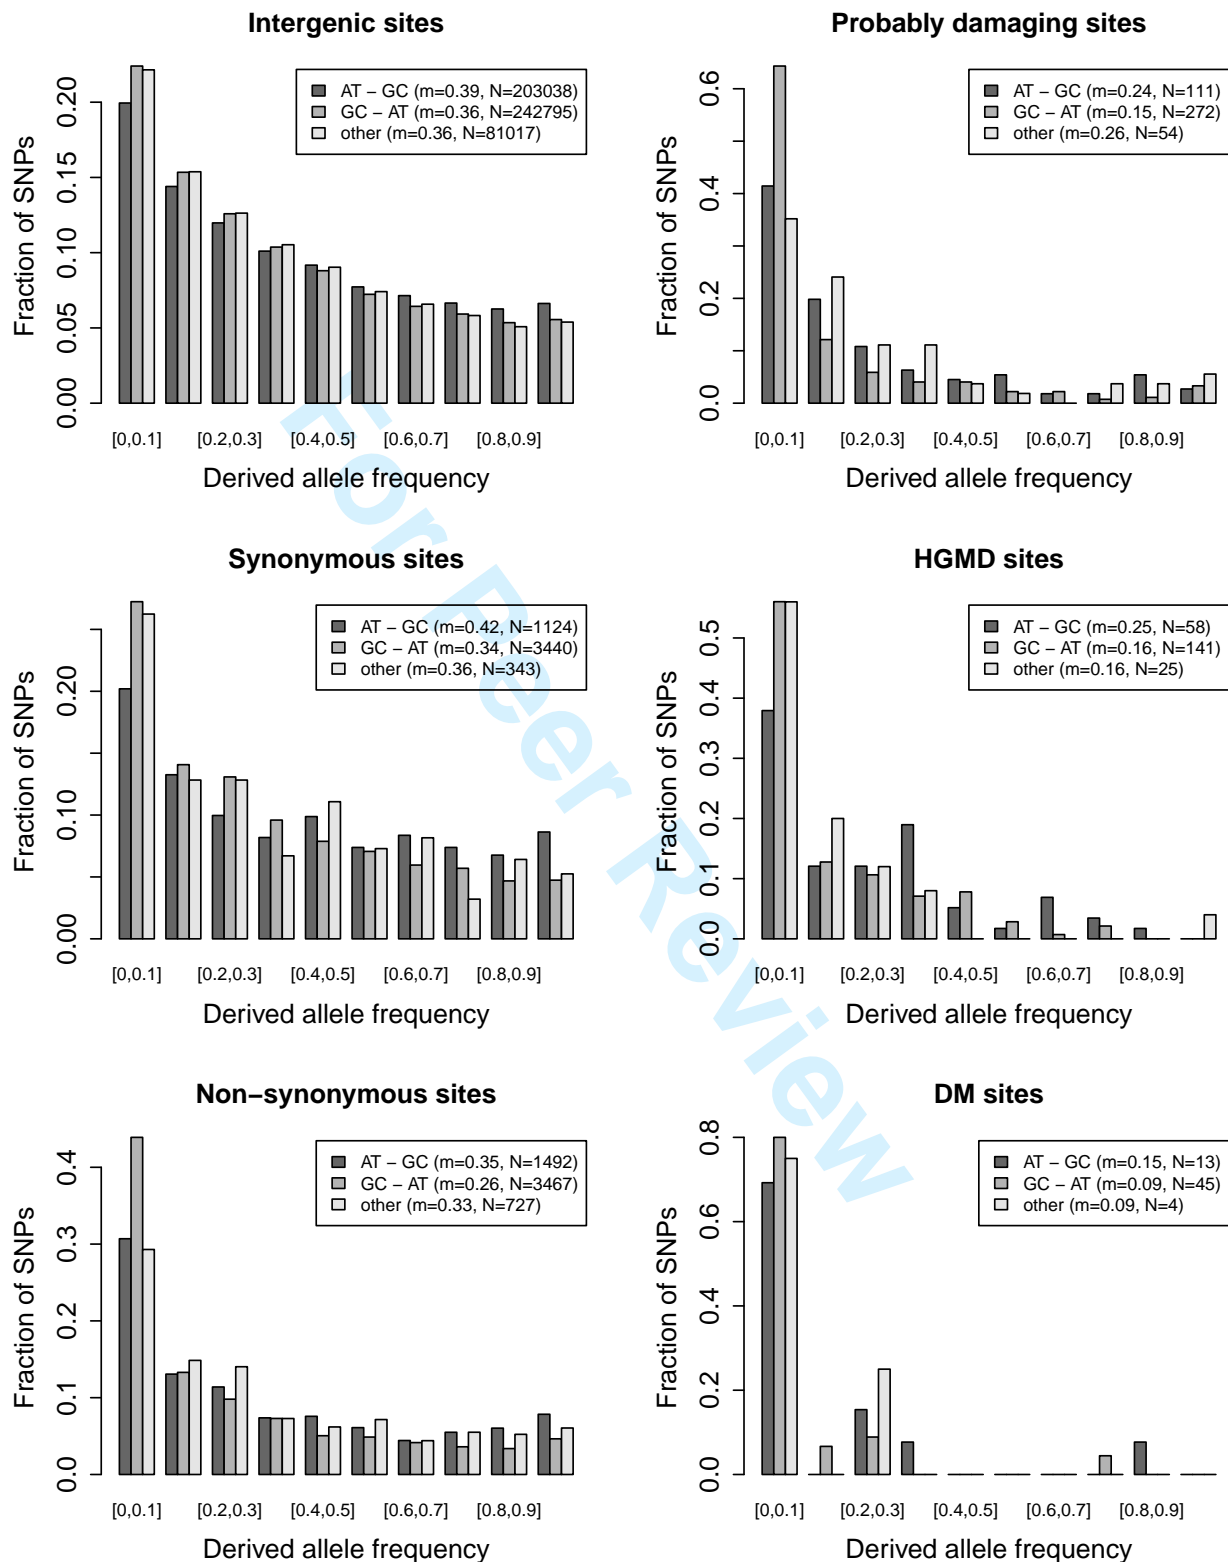 Intergenic sites
AT − GC (m=0.39, N=203038)
GC − AT (m=0.36, N=242795)
other (m=0.36, N=81017)
Fraction of SNPs
0.00
0.05
0.10
0.15
0.20
[0,0.1]
[0.2,0.3]
[0.4,0.5]
[0.6,0.7]
[0.8,0.9]
Derived allele frequency
Probably damaging sites
AT − GC (m=0.24, N=111)
GC − AT (m=0.15, N=272)
other (m=0.26, N=54)
Fraction of SNPs
0.0
0.2
0.4
0.6
[0,0.1]
[0.2,0.3]
[0.4,0.5]
[0.6,0.7]
[0.8,0.9]
Derived allele frequency
Synonymous sites
AT − GC (m=0.42, N=1124)
GC − AT (m=0.34, N=3440)
other (m=0.36, N=343)
Fraction of SNPs
0.00
0.10
0.20
[0,0.1]
[0.2,0.3]
[0.4,0.5]
[0.6,0.7]
[0.8,0.9]
Derived allele frequency
HGMD sites
AT − GC (m=0.25, N=58)
GC − AT (m=0.16, N=141)
other (m=0.16, N=25)
Fraction of SNPs
0.0
0.1
0.2
0.3
0.4
0.5
[0,0.1]
[0.2,0.3]
[0.4,0.5]
[0.6,0.7]
[0.8,0.9]
Derived allele frequency
Non−synonymous sites
AT − GC (m=0.35, N=1492)
GC − AT (m=0.26, N=3467)
other (m=0.33, N=727)
Fraction of SNPs
0.0
0.1
0.2
0.3
0.4
[0,0.1]
[0.2,0.3]
[0.4,0.5]
[0.6,0.7]
[0.8,0.9]
Derived allele frequency
DM sites
AT − GC (m=0.15, N=13)
GC − AT (m=0.09, N=45)
other (m=0.09, N=4)
Fraction of SNPs
0.0
0.2
0.4
0.6
0.8
[0,0.1]
[0.2,0.3]
[0.4,0.5]
[0.6,0.7]
[0.8,0.9]
Derived allele frequency
For Peer Review